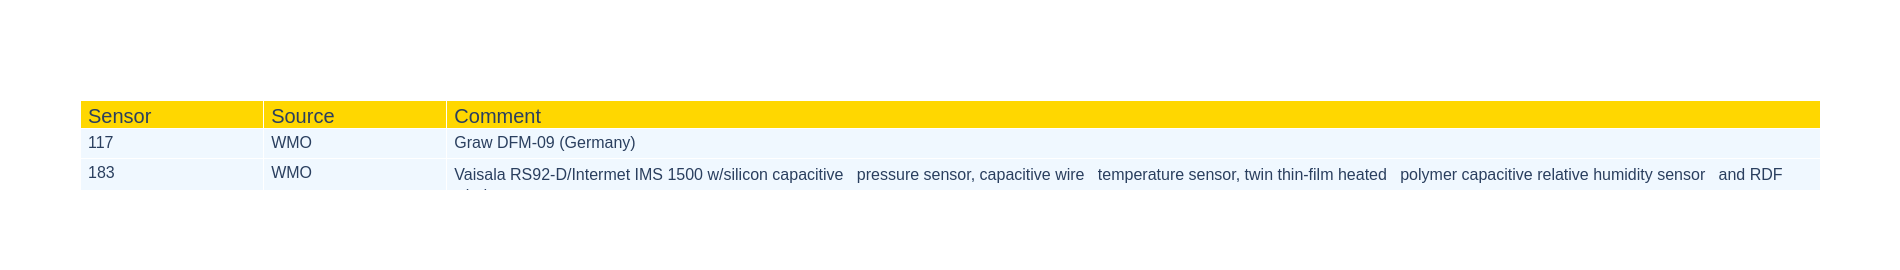 Sensor Source Comment
117 WMO Graw DFM-09 (Germany)
183 WMO Vaisala RS92-D/Intermet IMS 1500 w/silicon capacitive   pressure sensor, capacitive wire   temperature sensor, twin thin-film heated   polymer capacitive relative humidity sensor   and RDF